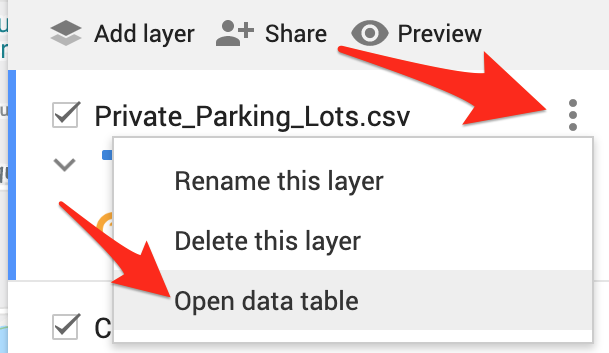 Add layer Share Preview
Private_Parking_Lots.csv
Rename this layer
Delete this layer
Open data table
C